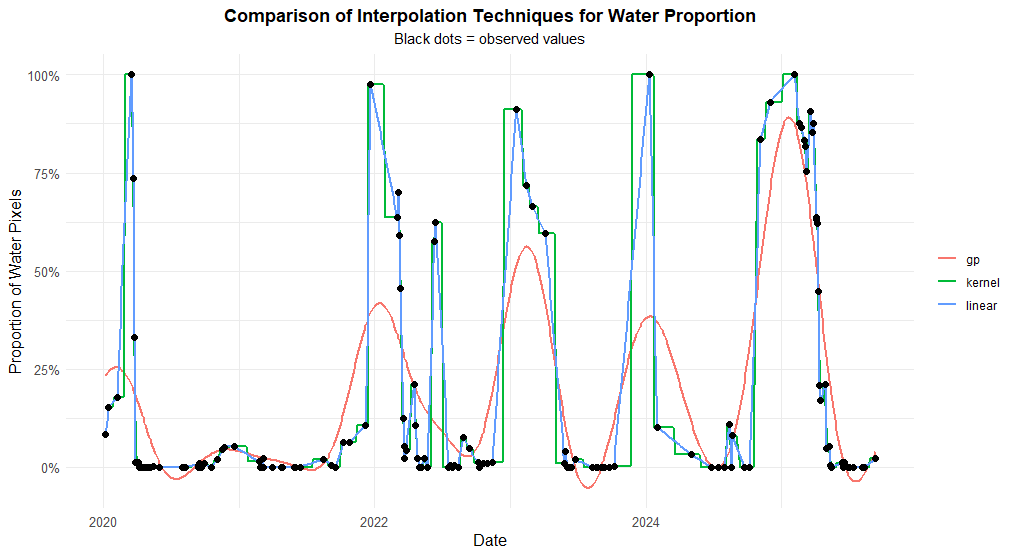 Comparison of Interpolation Techniques for Water Proportion
Black dots = observed values
Proportion of Water Pixels
100%
75%
50%
25%
0%
2020
2022
2024
Date
gp
kernel
linear